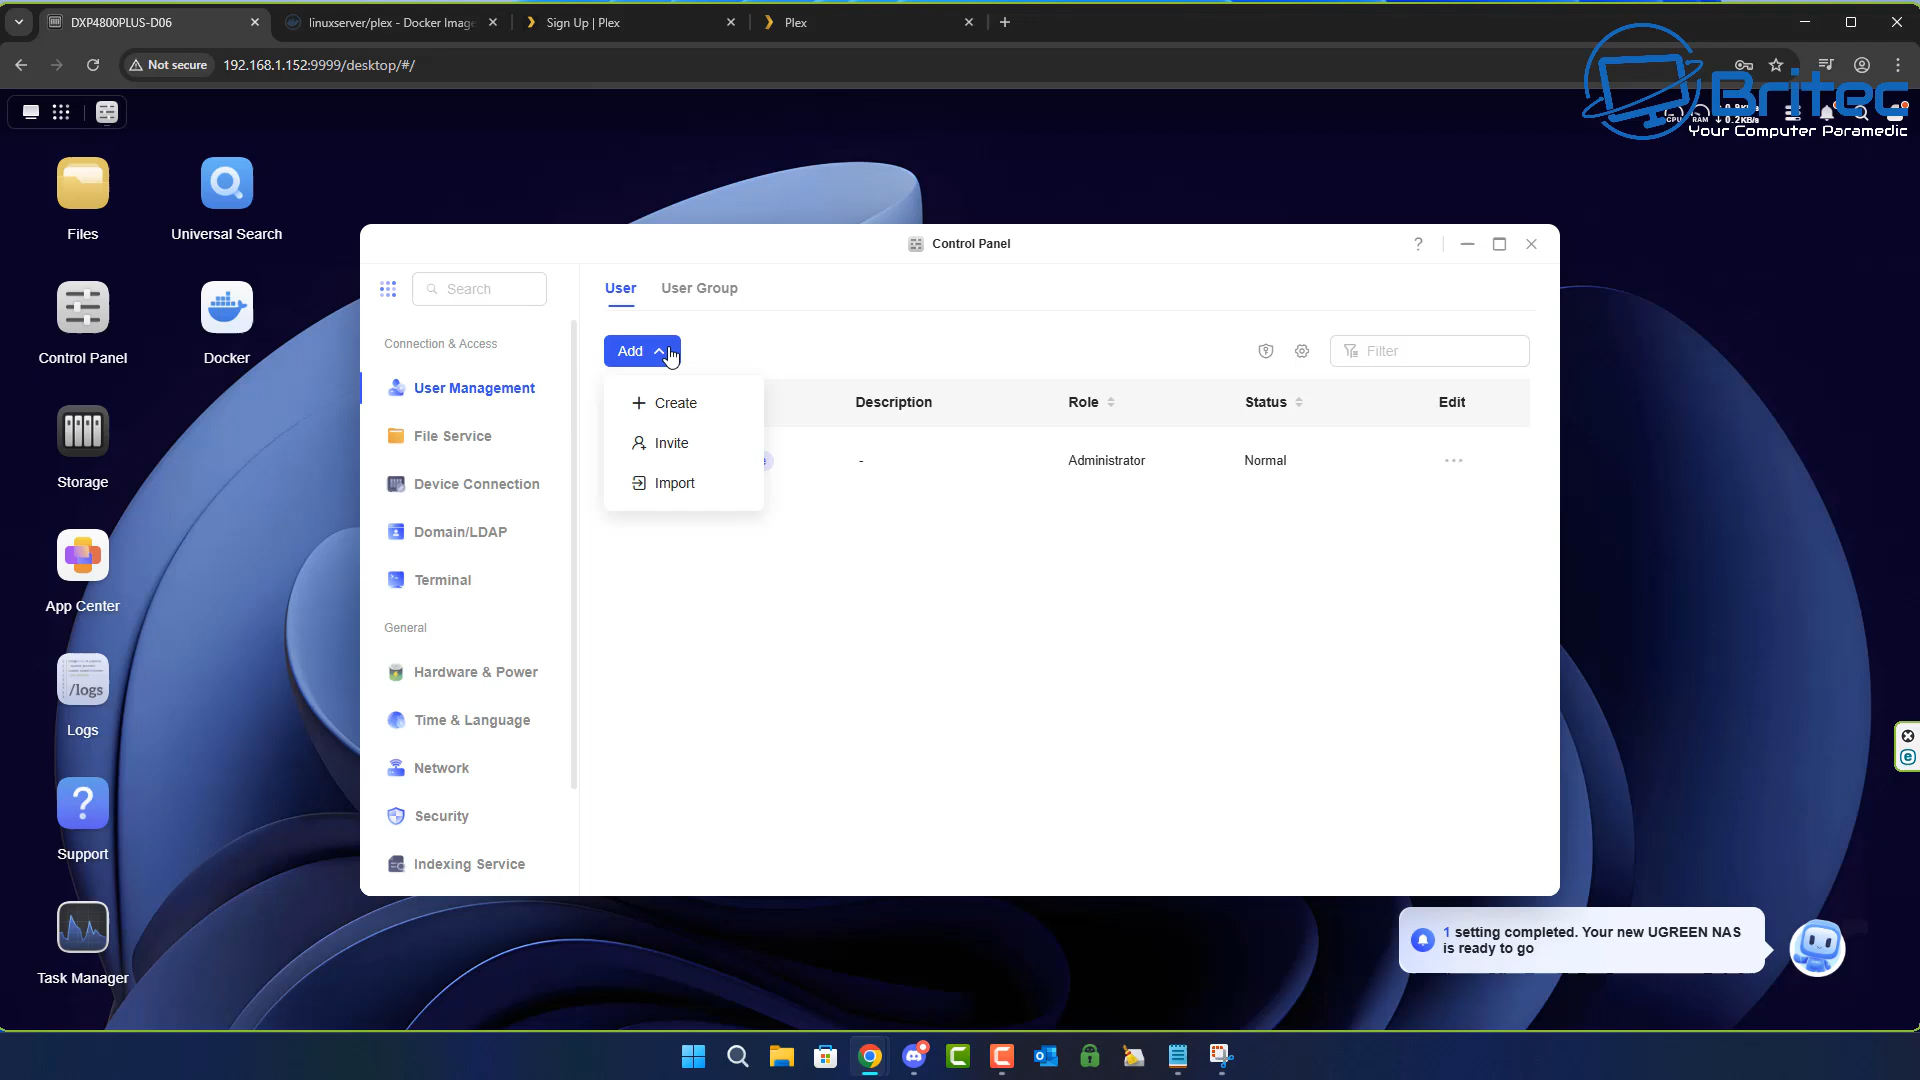 DXP4800PLUS-D06
linuxserver/plex - Docker Image
Sign Up | Plex
Plex
Not secure
192.168.1.152:9999/desktop/#/
Britec
Your Computer Paramedic
CPU
RAM
0.2KB/s
Files
Universal Search
Control Panel
Docker
Storage
App Center
/logs
Logs
Support
Task Manager
Control Panel
Search
Connection & Access
User Management
File Service
Device Connection
Domain/LDAP
Terminal
General
Hardware & Power
Time & Language
Network
Security
Indexing Service
User
User Group
Add
Filter
Create
Invite
Import
Description
Role
Status
Edit
-
Administrator
Normal
1 setting completed. Your new UGREEN NAS
is ready to go